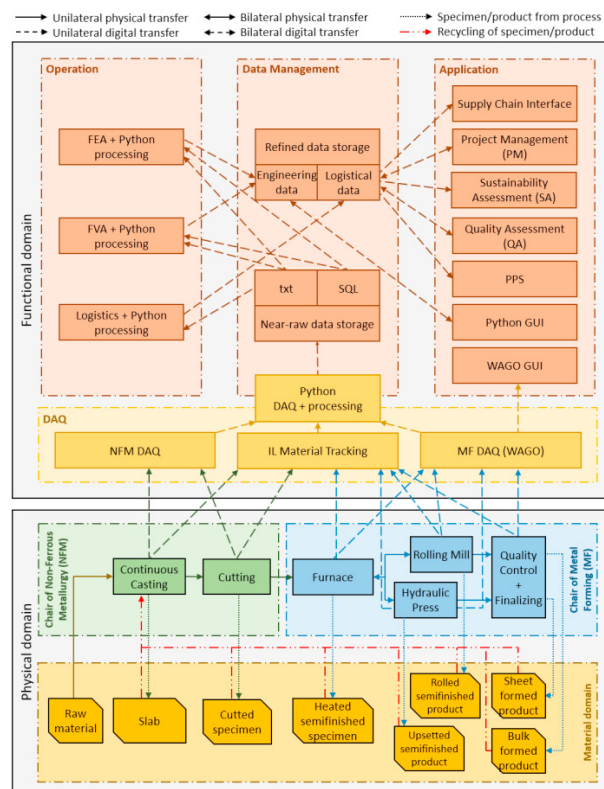 Unilateral physical transfer
Bilateral physical transfer
Specimen/product from process
Unilateral digital transfer
Bilateral digital transfer
Recycling of specimen/product
Functional domain
Operation
Data Management
Application
FEA + Python
processing
FVA + Python
processing
Logistics + Python
processing
Refined data storage
Engineering
data
Logistical
data
txt
SQL
Near-raw data storage
Supply Chain Interface
Project Management
(PM)
Sustainability
Assessment (SA)
Quality Assessment
(QA)
PPS
Python GUI
WAGO GUI
Python
DAQ + processing
DAQ
NFM DAQ
IL Material Tracking
MF DAQ (WAGO)
Physical domain
Chair of Non-Ferrous
Metallurgy (NFM)
Continuous
Casting
Cutting
Furnace
Rolling Mill
Hydraulic
Press
Quality
Control
+
Finalizing
Chair of Metal
Forming (MF)
Raw
material
Slab
Cutted
specimen
Heated
semifinished
specimen
Upsetted
semifinished
product
Rolled
semifinished
product
Sheet
formed
product
Bulk
formed
product
Material domain